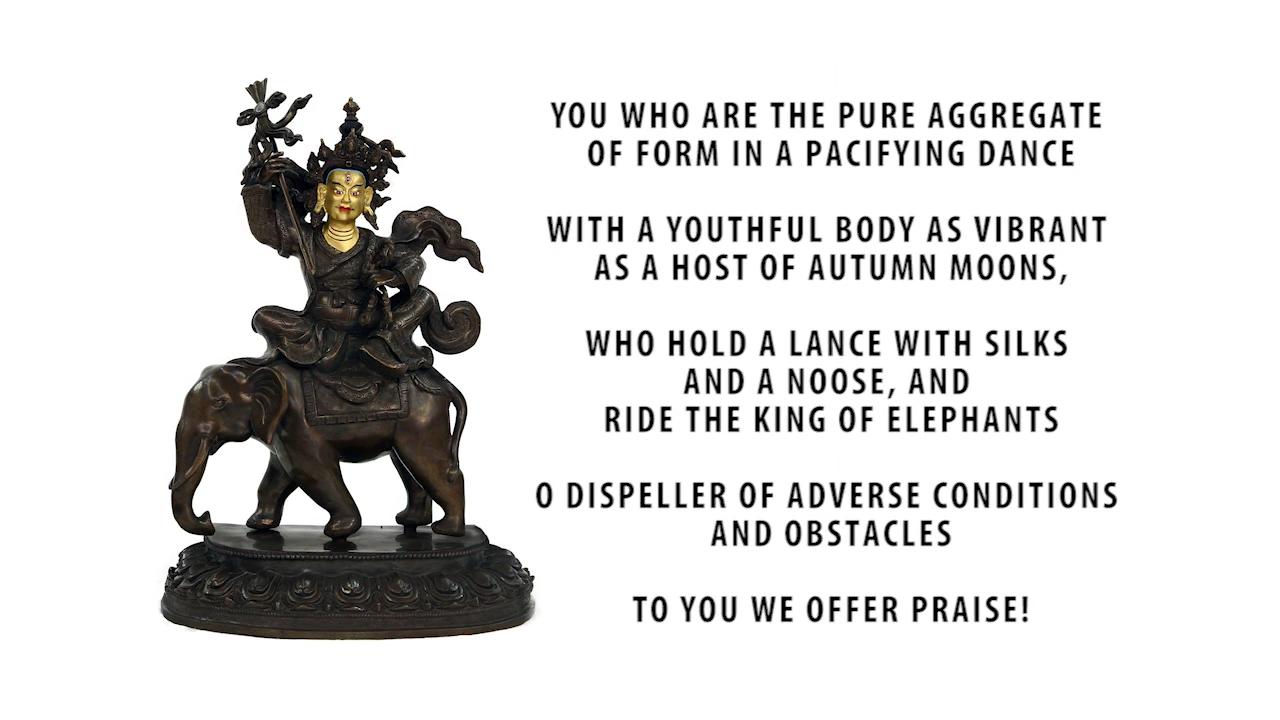 YOU WHO ARE THE PURE AGGREGATE
OF FORM IN A PACIFYING DANCE
WITH A YOUTHFUL BODY AS VIBRANT
AS A HOST OF AUTUMN MOONS,
WHO HOLD A LANCE WITH SILKS
AND A NOOSE, AND
RIDE THE KING OF ELEPHANTS
O DISPELLER OF ADVERSE CONDITIONS
AND OBSTACLES
TO YOU WE OFFER PRAISE!